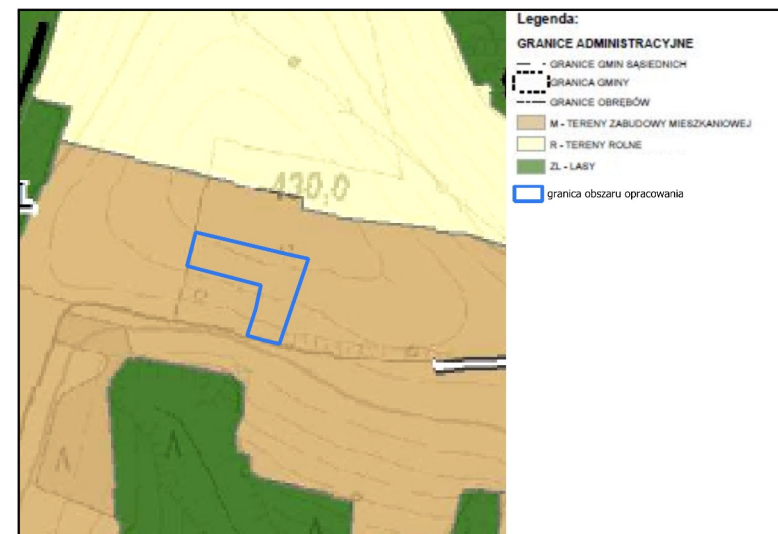 Legenda:
GRANICE ADMINISTRACYJNE
GRANICE GMIN SĄSIEDNICH
GRANICA GMINY
GRANICE OBRĘBÓW
M - TERENY ZABUDOWY MIESZKANIOWEJ
R - TERENY ROLNE
ZL - LASY
granica obszaru opracowania
430,0